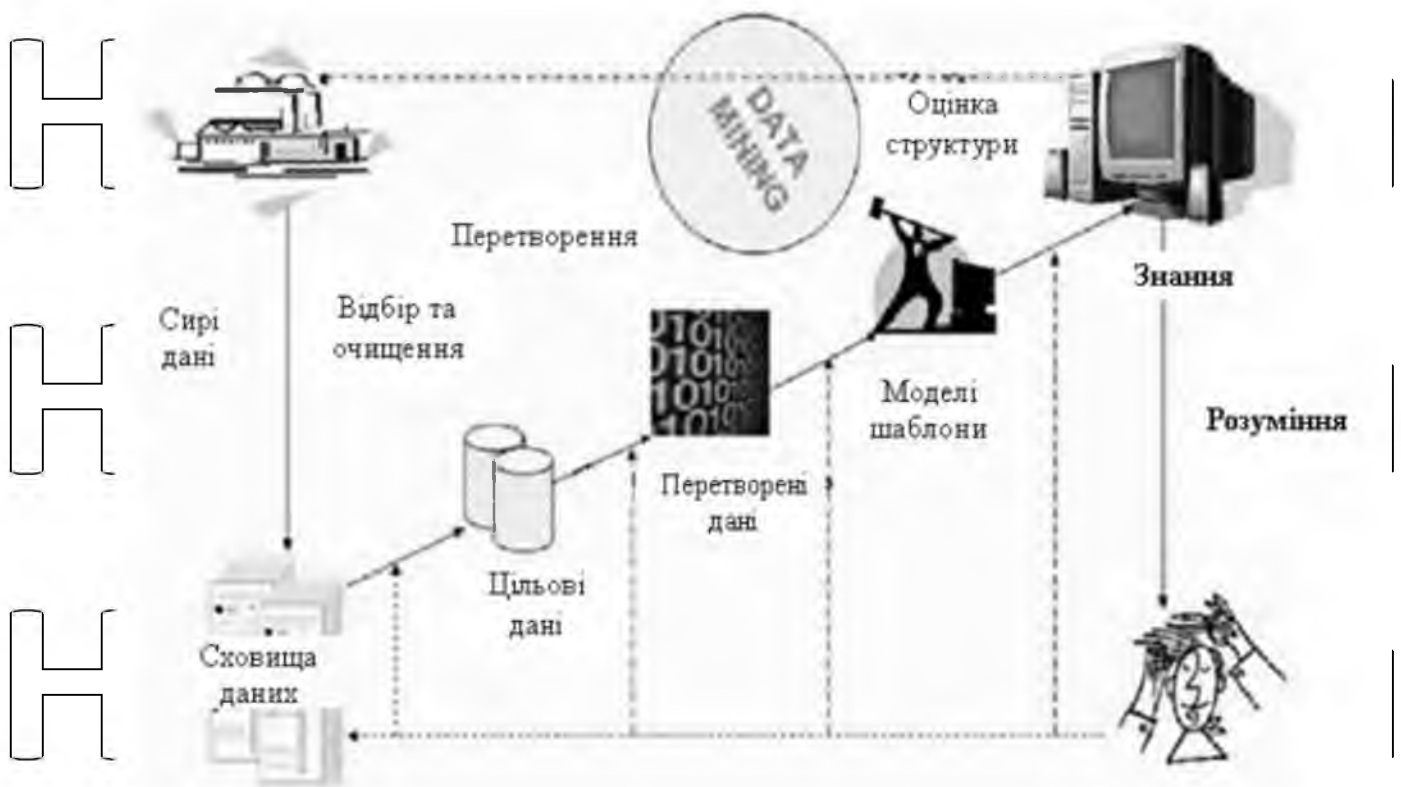 DATA
MINING
Оцінка
структури
Перетворення
Знання
Сирі
дані
Відбір та
очищення
Моделі
шаблони
Розуміння
Перетворені
дані
Цільові
дані
Сховища
даних